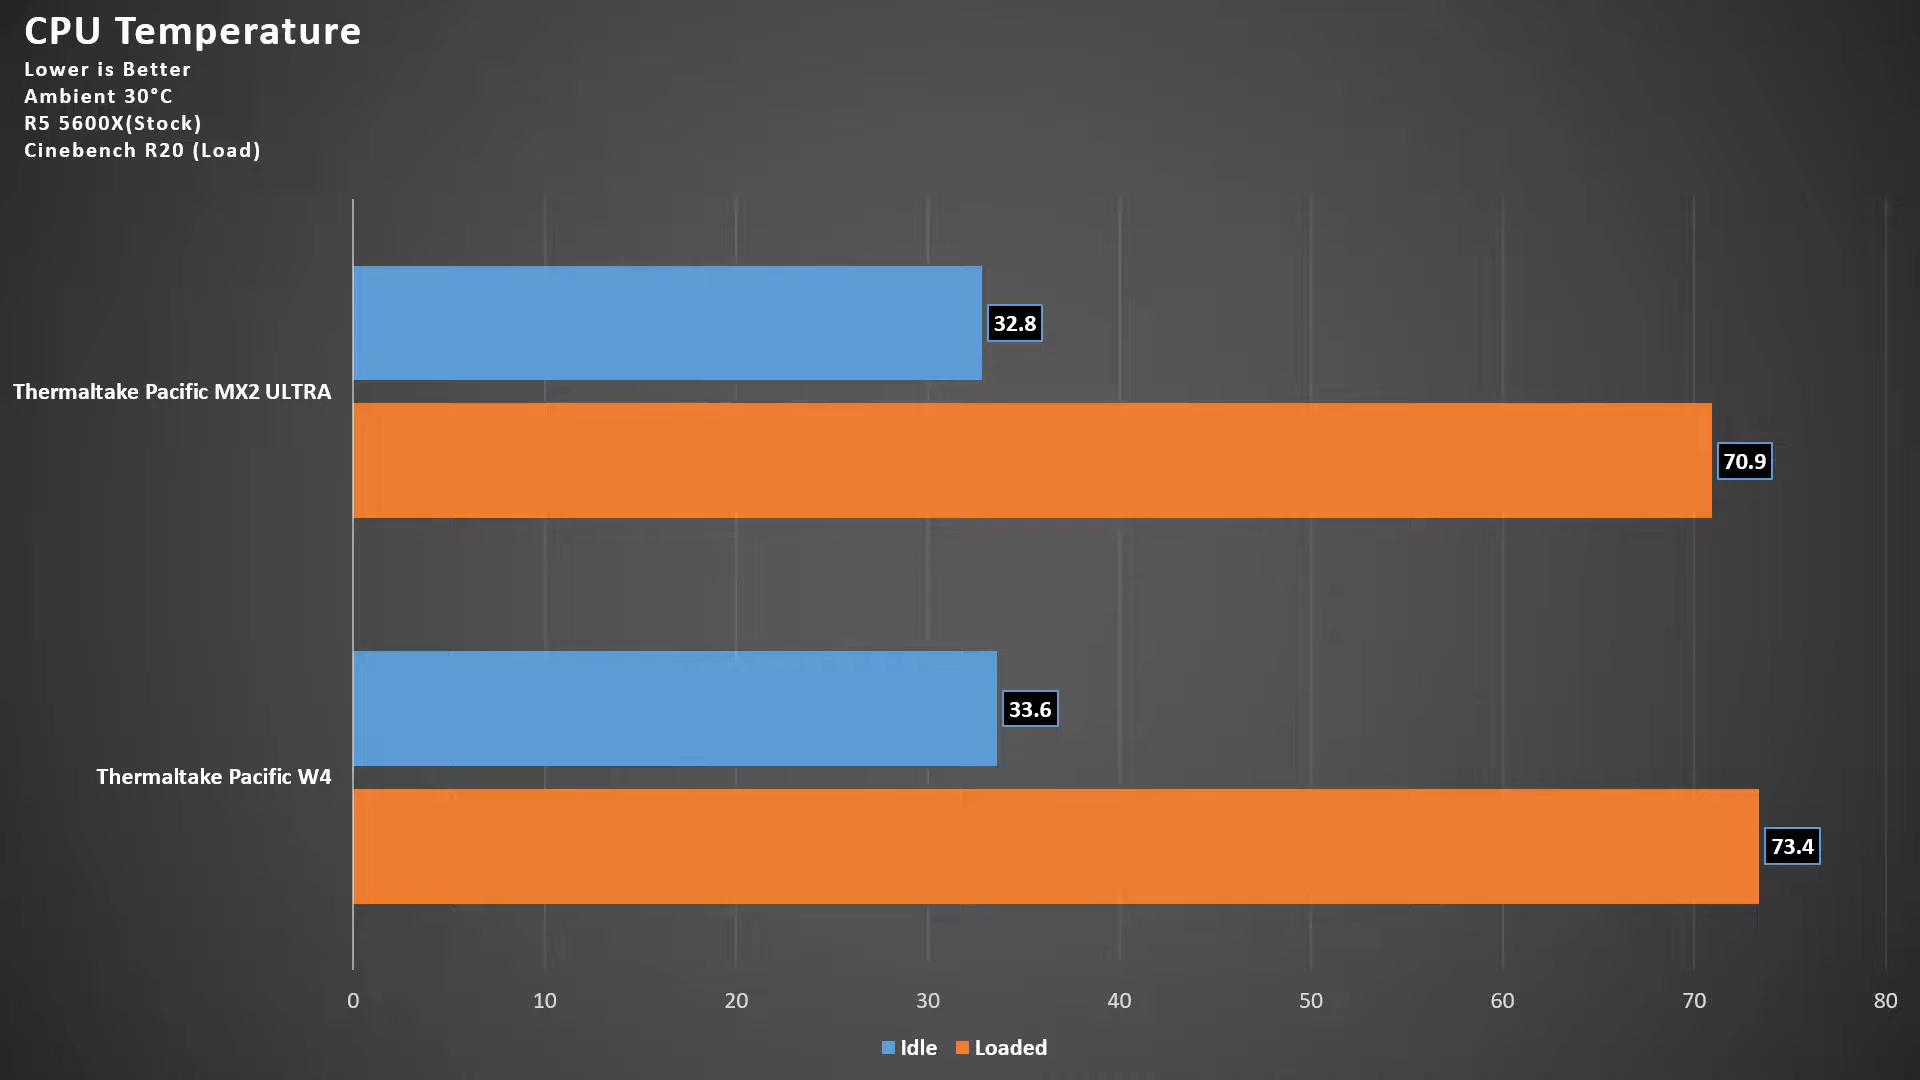 CPU Temperature
Lower is Better
Ambient 30°C
R5 5600X(Stock)
Cinebench R20 (Load)
32.8
Thermaltake Pacific MX2 ULTRA
70.9
33.6
Thermaltake Pacific W4
73.4
0 10 20 30 40 50 60 70 80
Idle Loaded